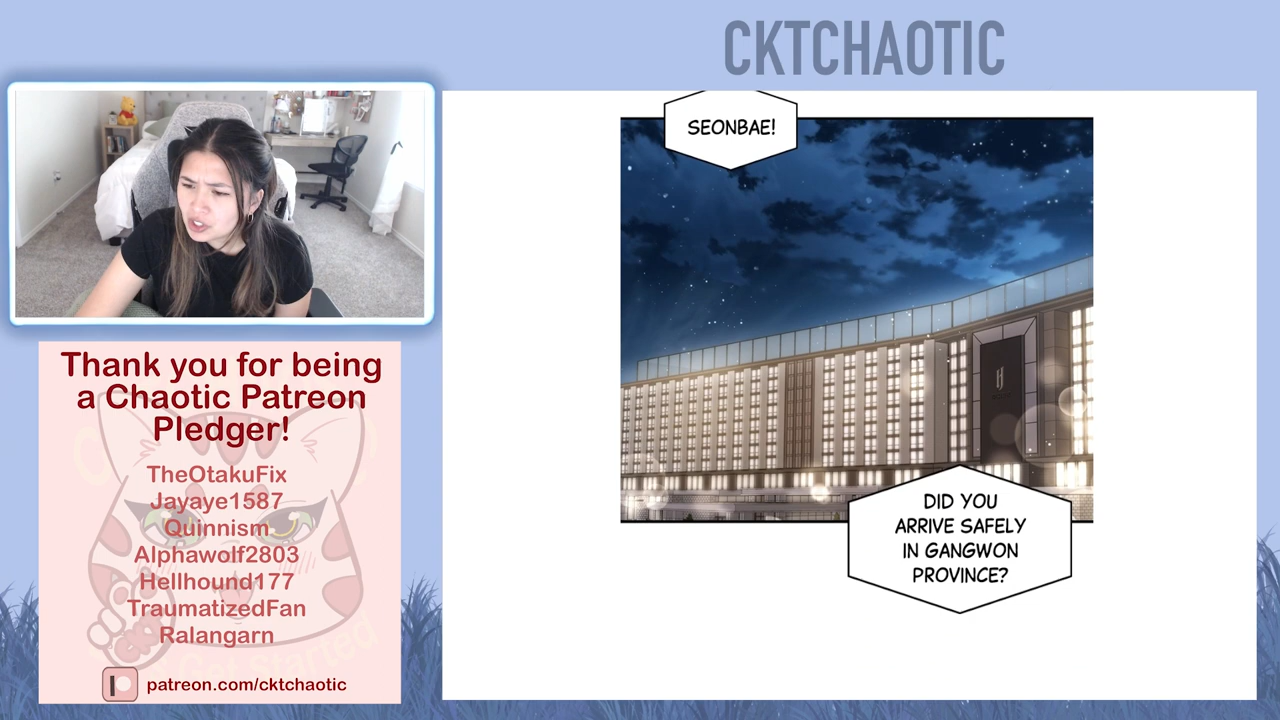 CKTCHAOTIC
SEONBAE!
DID YOU
ARRIVE SAFELY
IN GANGWON
PROVINCE?
Thank you for being
a Chaotic Patreon
Pledger!
TheOtakuFix
Jayaye1587
Quinnism
Alphawolf2803
Hellhound177
TraumatizedFan
Ralangarn
patreon.com/cktchaotic